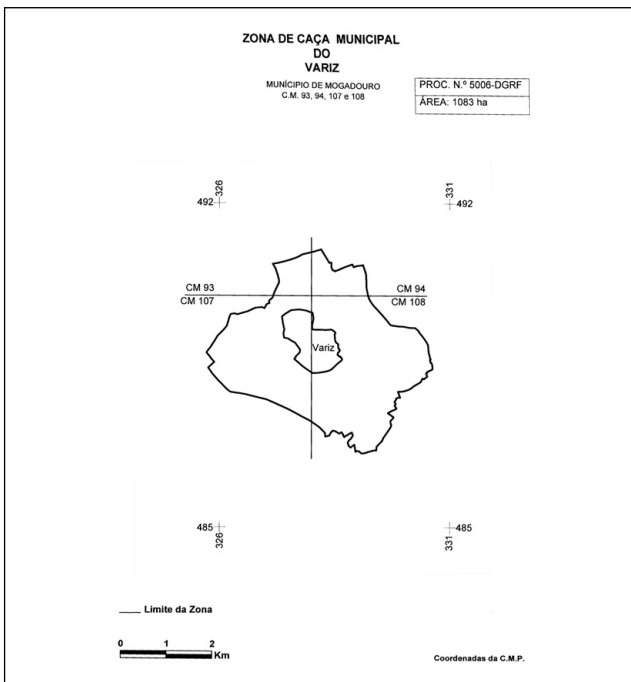 ZONA DE CAÇA MUNICIPAL
DO
VARIZ
MUNÍCIPIO DE MOGADOURO
C.M. 93, 94, 107 e 108
PROC. N.º 5006-DGRF
ÁREA: 1083 ha
326
331
492
492
CM 93
CM 94
CM 107
CM 108
Variz
485
485
326
331
Limite da Zona
0 1 2
Km
Coordenadas da C.M.P.